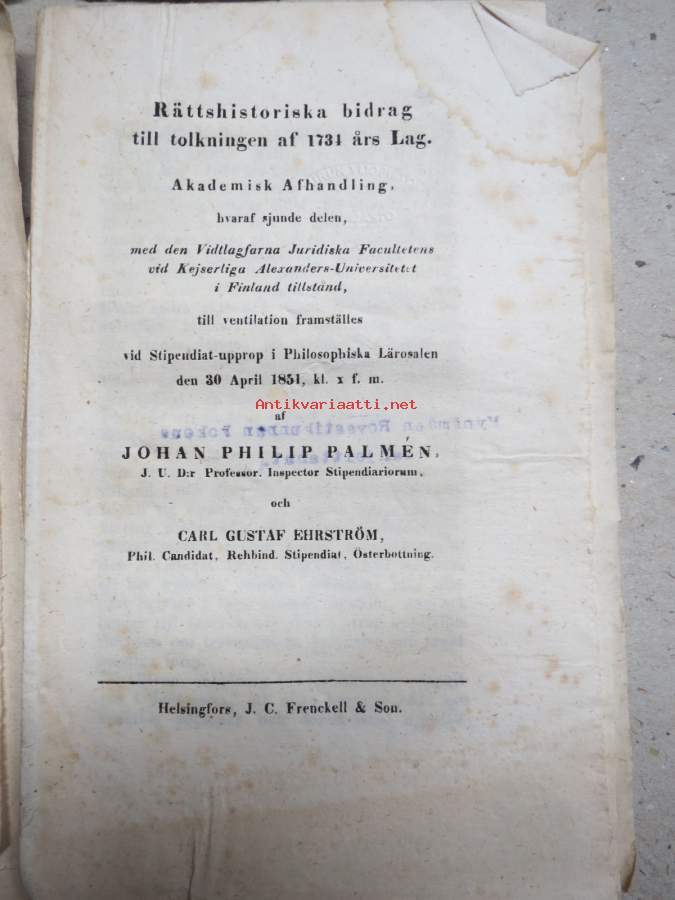 Rättshistoriska bidrag
till tolkningen af 1734 års Lag.
Akademisk Afhandling,
hvaraf sjunde delen,
med den Vidtlagfarna Juridiska Facultetens
vid Kejserliga Alexanders-Universitetet
i Finland tillstånd,
till ventilation framställes
vid Stipendiat-upprop i Philosophiska Lärosalen
den 30 April 1851, kl. x f. m.
Antikvariaatti.net
af
JOHAN PHILIP PALMÉN,
J. U. D:r Professor. Inspector Stipendiariorum,
och
CARL GUSTAF EHRSTRÖM,
Phil. Candidat, Rehbind. Stipendiat, Österbottning.
Helsingfors, J. C. Frenckell & Son.